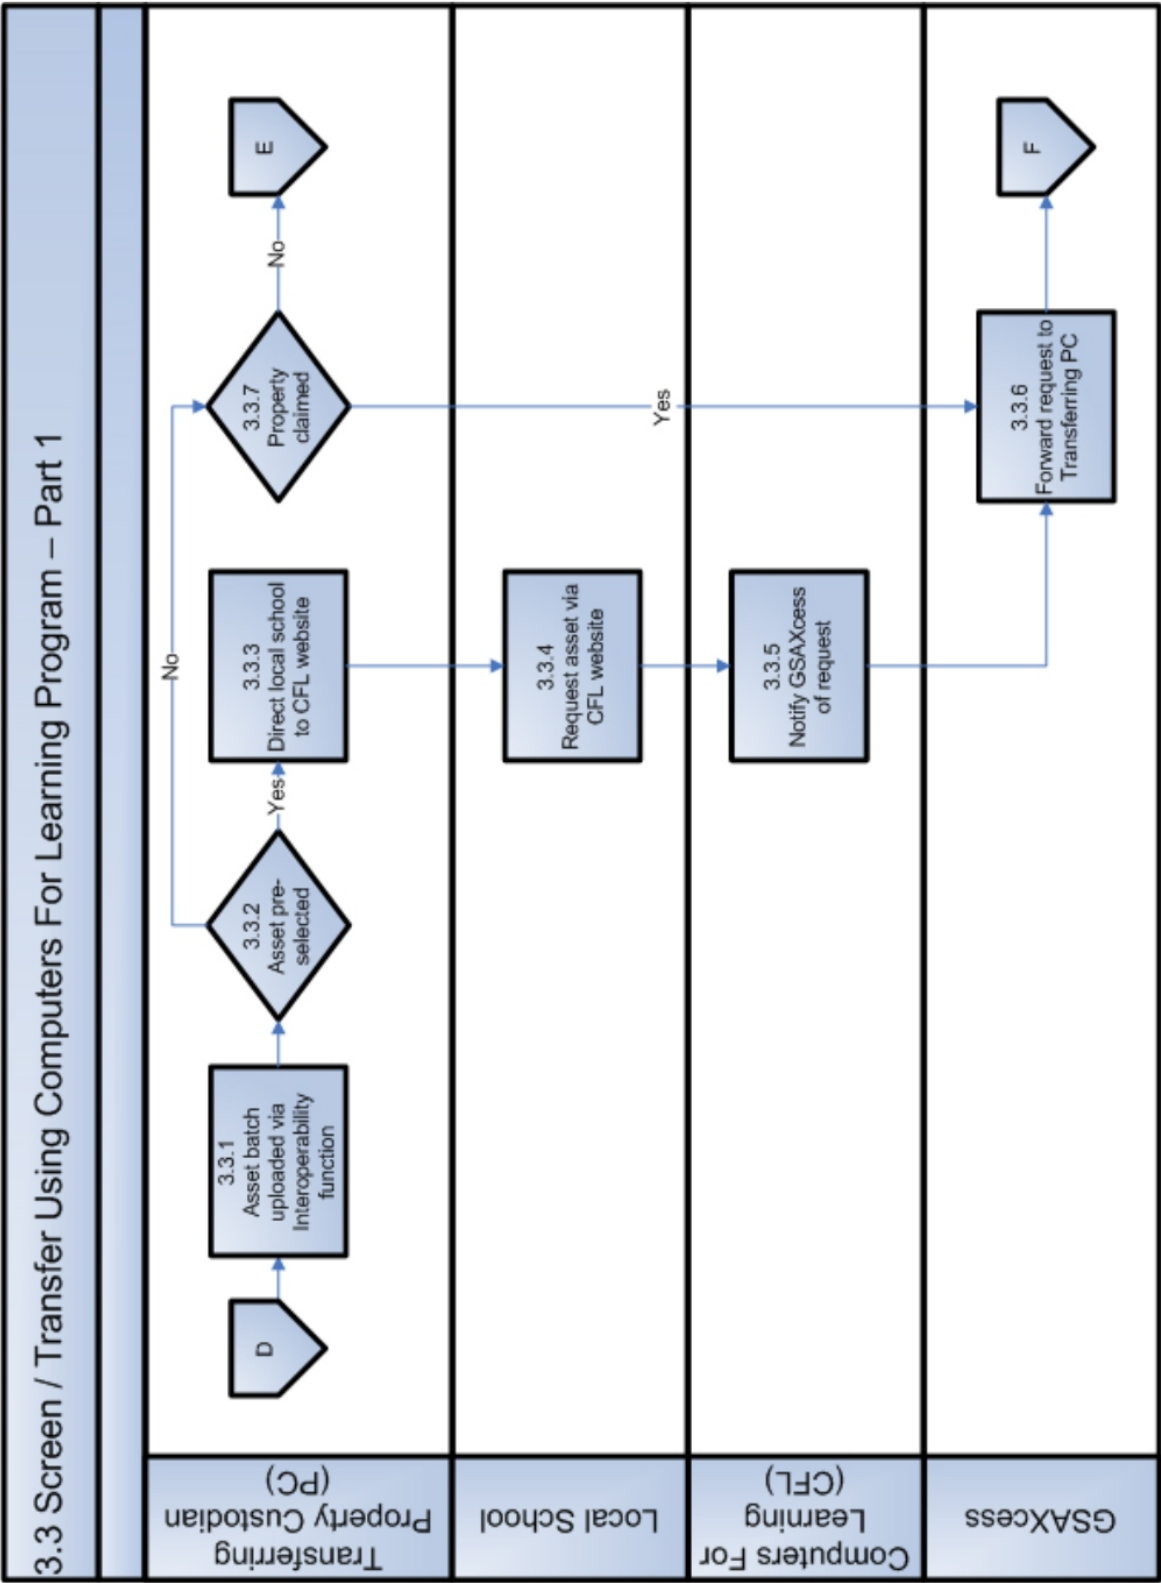 3.3 Screen / Transfer Using Computers For Learning Program – Part 1
Transferring
Property Custodian
(PC)
D
3.3.1
Asset batch
uploaded via
Interoperability
function
3.3.2
Asset pre-
selected
Yes
No
3.3.3
Direct local school
to CFL website
3.3.7
Property
claimed
No
E
Local School
3.3.4
Request asset via
CFL website
Yes
Computers For
Learning
(CFL)
3.3.5
Notify GSAXcess
of request
GSAXcess
3.3.6
Forward request to
Transferring PC
F